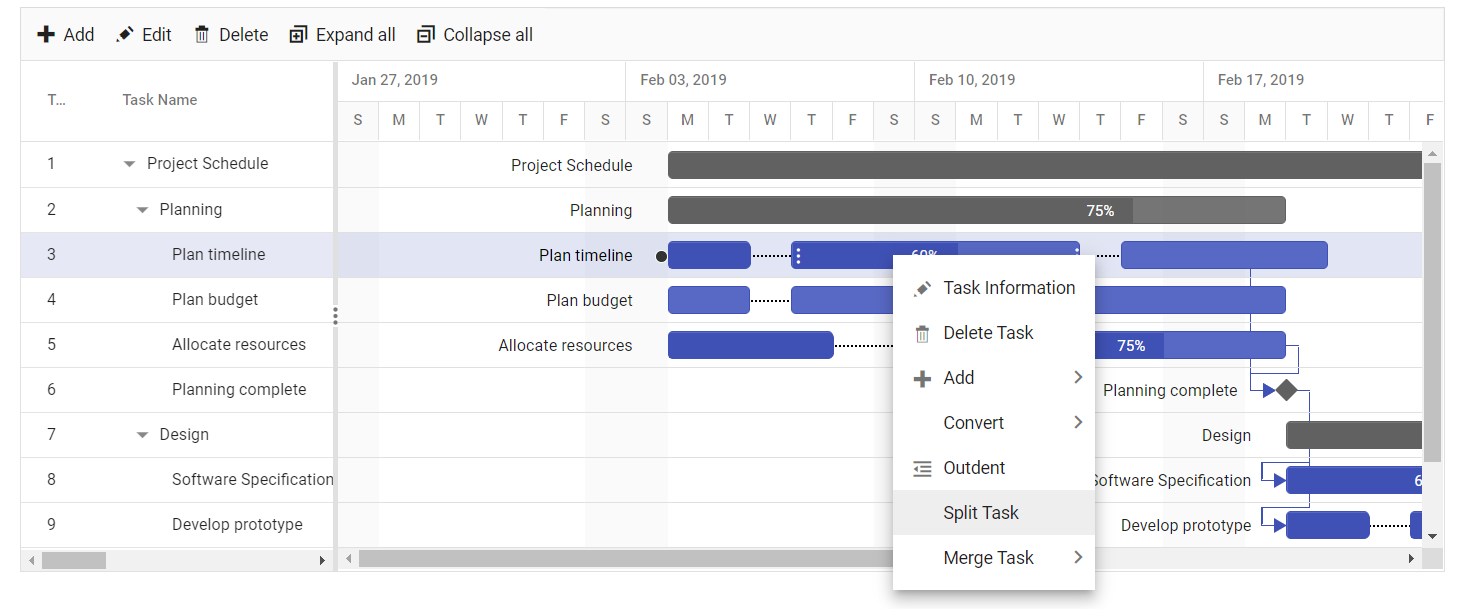 Add Edit Delete Expand all Collapse all
T... Task Name
Jan 27, 2019 Feb 03, 2019 Feb 10, 2019 Feb 17, 2019
S M T W T F S S M T W T F S S M T W T F S S M T W T F
1 Project Schedule Project Schedule
2 Planning Planning 75%
3 Plan timeline Plan timeline
4 Plan budget Plan budget
5 Allocate resources Allocate resources 75%
6 Planning complete Planning complete
7 Design Design
8 Software Specification Software Specification 6
9 Develop prototype Develop prototype
Task Information
Delete Task
Add
Convert
Outdent
Split Task
Merge Task